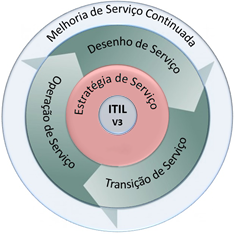 Melhoria de Serviço Continuada
Desenho de Serviço
Estratégia de Serviço
ITIL
V3
Operação de Serviço
Transição de Serviço